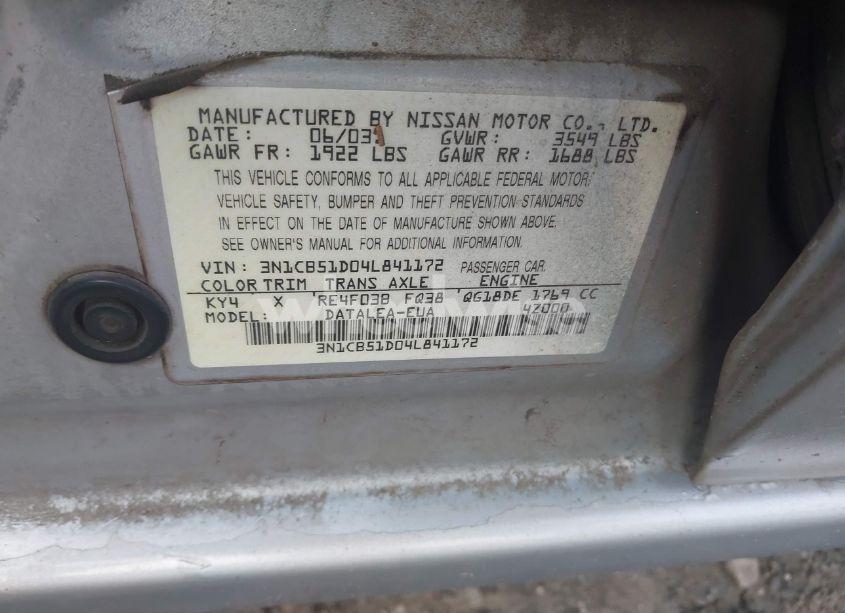 MANUFACTURED BY NISSAN MOTOR CO., LTD.
DATE: 06/03 GVWR: 3549 LBS
GAWR FR: 1922 LBS GAWR RR: 1688 LBS
THIS VEHICLE CONFORMS TO ALL APPLICABLE FEDERAL MOTOR
VEHICLE SAFETY, BUMPER AND THEFT PREVENTION STANDARDS
IN EFFECT ON THE DATE OF MANUFACTURE SHOWN ABOVE.
SEE OWNER'S MANUAL FOR ADDITIONAL INFORMATION.
VIN: 3N1CB51D04L841172 PASSENGER CAR
COLOR TRIM TRANS AXLE ENGINE
KY4 X RE4F03B FQ38 QG18DE 1769 CC
MODEL: DATALEA-EUA 4Z000
3N1CB51D04L841172